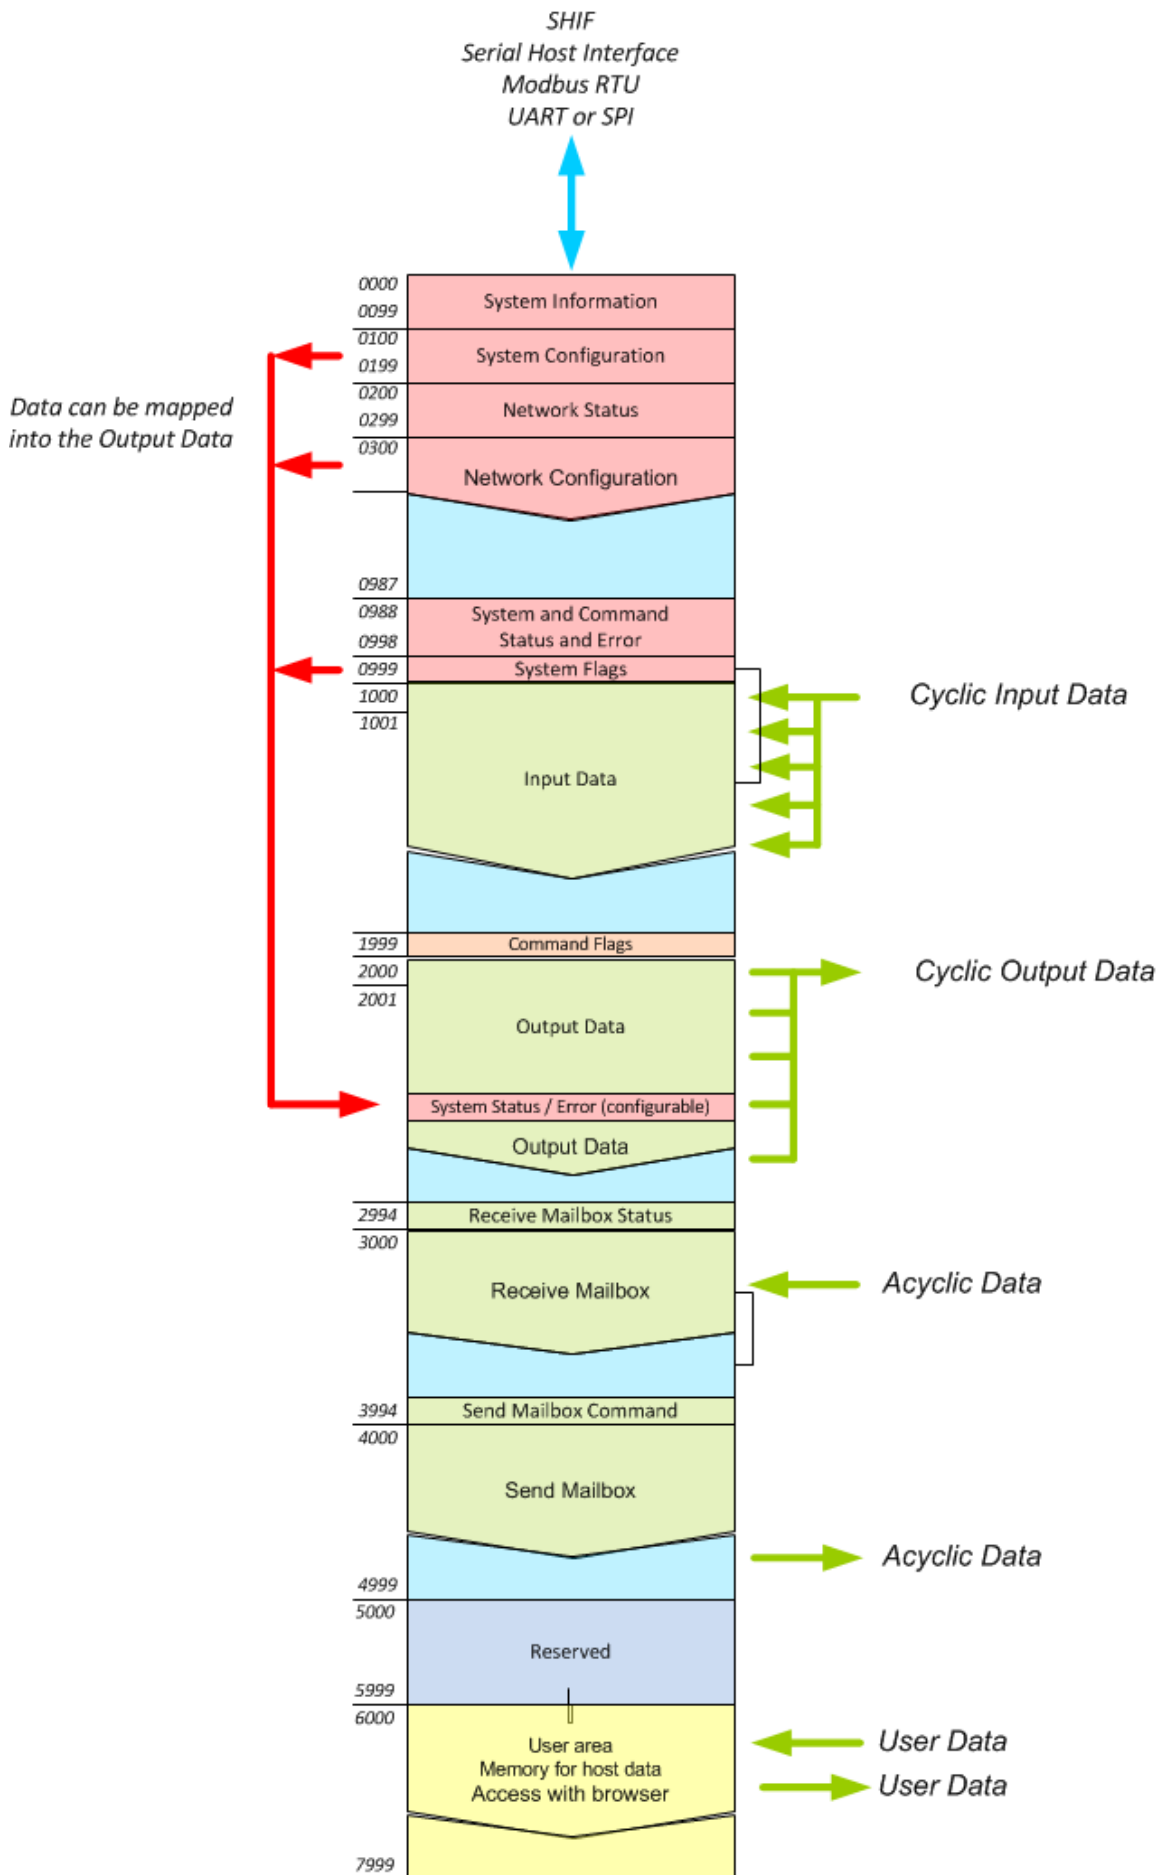 SHIF
Serial Host Interface
Modbus RTU
UART or SPI
0000
System Information
0099
0100
System Configuration
0199
0200
Data can be mapped
into the Output Data
Network Status
0299
0300
Network Configuration
0987
0988
System and Command
Status and Error
0998
0999
System Flags
1000
Cyclic Input Data
1001
Input Data
1999
Command Flags
2000
Cyclic Output Data
2001
Output Data
System Status / Error (configurable)
Output Data
2994
Receive Mailbox Status
3000
Receive Mailbox
Acyclic Data
3994
Send Mailbox Command
4000
Send Mailbox
Acyclic Data
4999
5000
Reserved
5999
6000
User area
Memory for host data
Access with browser
User Data
User Data
7999